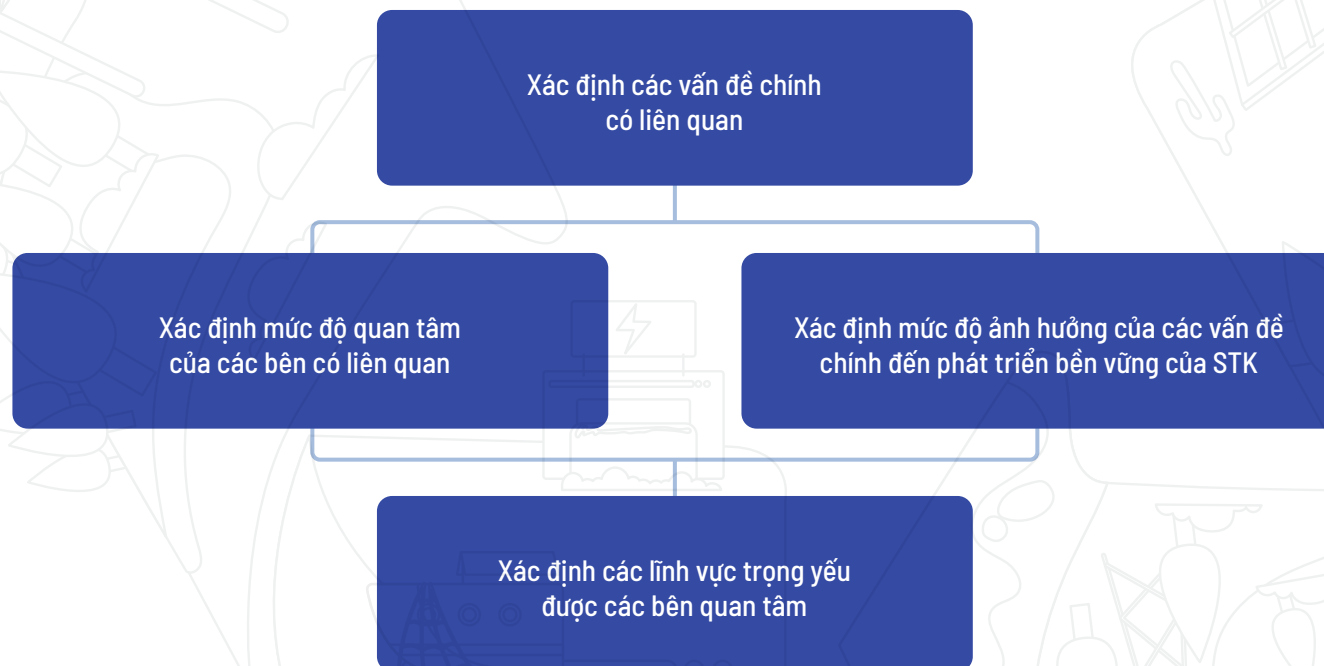 Xác định các vấn đề chính
có liên quan
Xác định mức độ quan tâm
của các bên có liên quan
Xác định mức độ ảnh hưởng của các vấn đề
chính đến phát triển bền vững của STK
Xác định các lĩnh vực trọng yếu
được các bên quan tâm